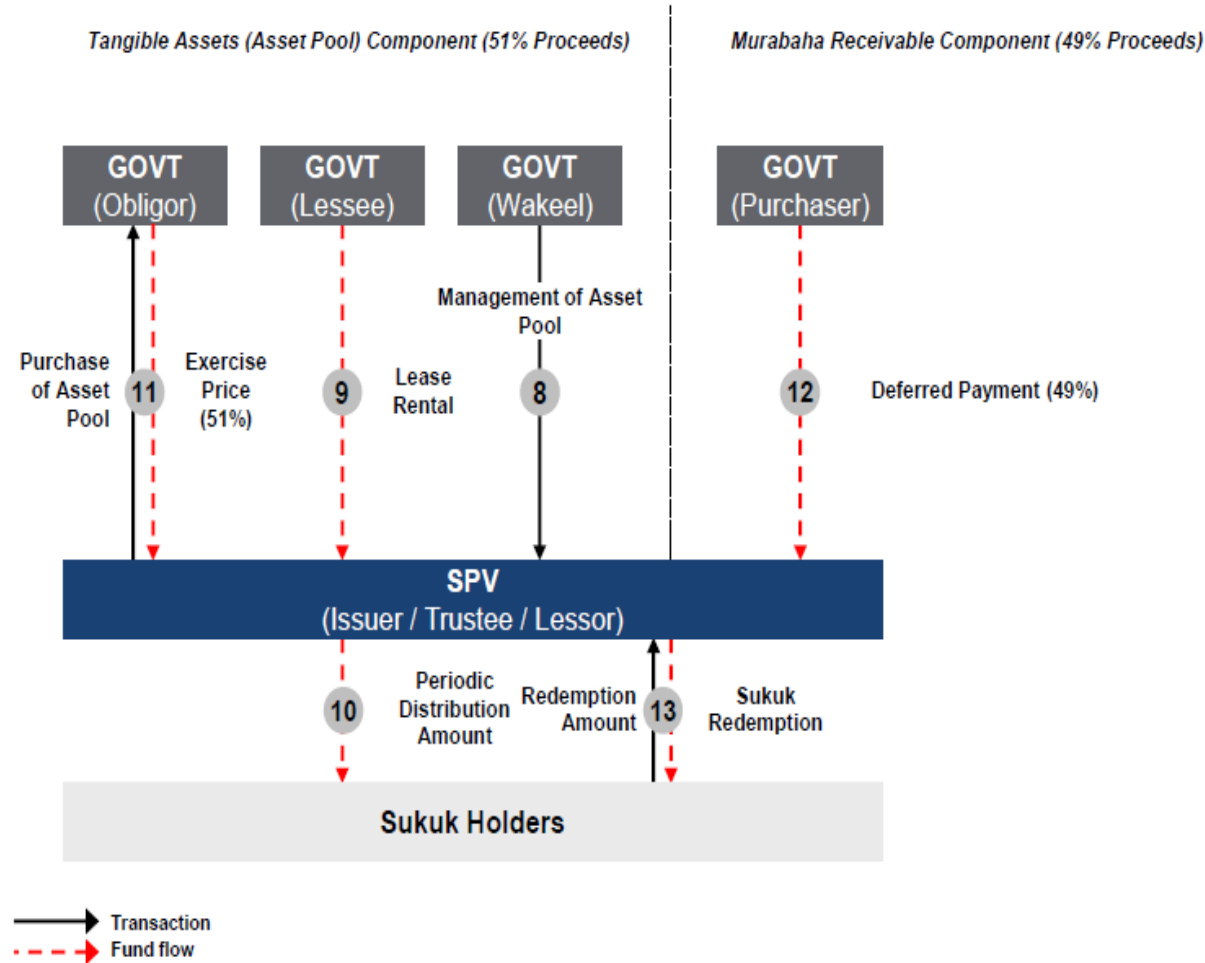 Tangible Assets (Asset Pool) Component (51% Proceeds)
Murabaha Receivable Component (49% Proceeds)
GOVT
(Obligor)
GOVT
(Lessee)
GOVT
(Wakeel)
GOVT
(Purchaser)
Management of Asset
Pool
Purchase
of Asset
Pool
11
Exercise
Price
(51%)
9
Lease
Rental
8
12
Deferred Payment (49%)
SPV
(Issuer / Trustee / Lessor)
10
Periodic
Distribution
Amount
Redemption
Amount
13
Sukuk
Redemption
Sukuk Holders
Transaction
Fund flow